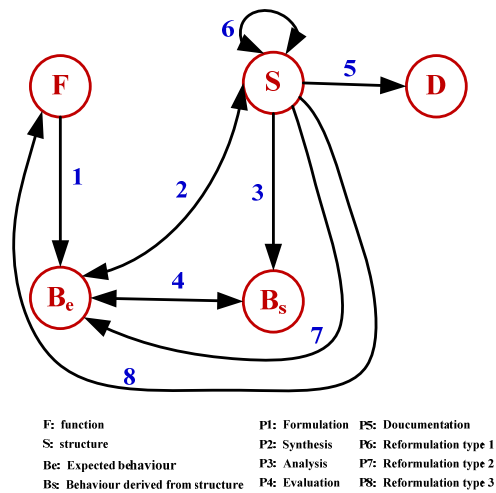 6
F
S
5
D
1
2
3
Be
4
Bs
7
8
F: function
S: structure
Be: Expected behaviour
Bs: Behaviour derived from structure
P1: Formulation
P2: Synthesis
P3: Analysis
P4: Evaluation
P5: Doucumentation
P6: Reformulation type 1
P7: Reformulation type 2
P8: Reformulation type 3